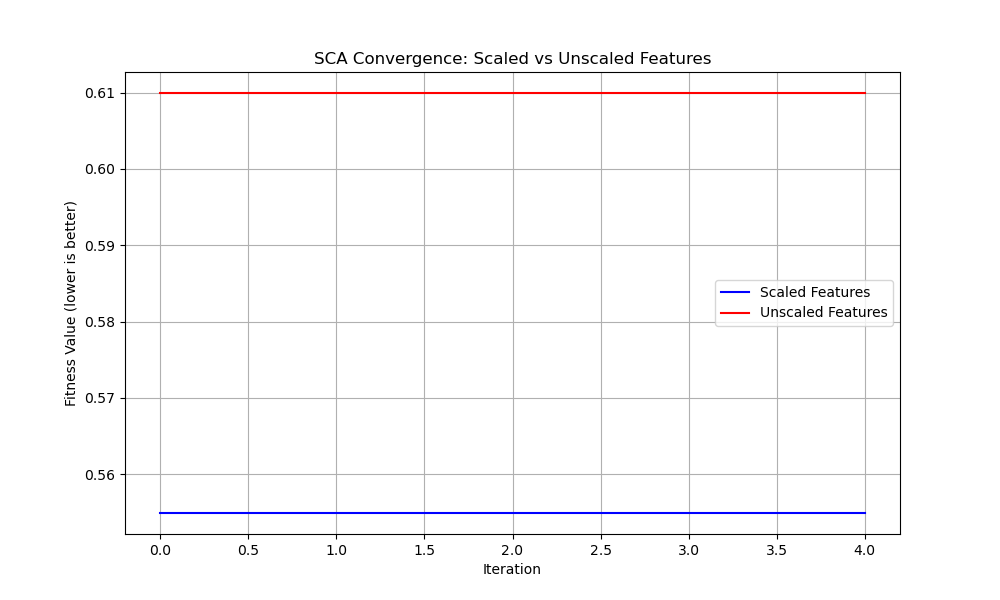 SCA Convergence: Scaled vs Unscaled Features
Fitness Value (lower is better)
0.61
0.60
0.59
0.58
0.57
0.56
Scaled Features
Unscaled Features
0.0 0.5 1.0 1.5 2.0 2.5 3.0 3.5 4.0
Iteration